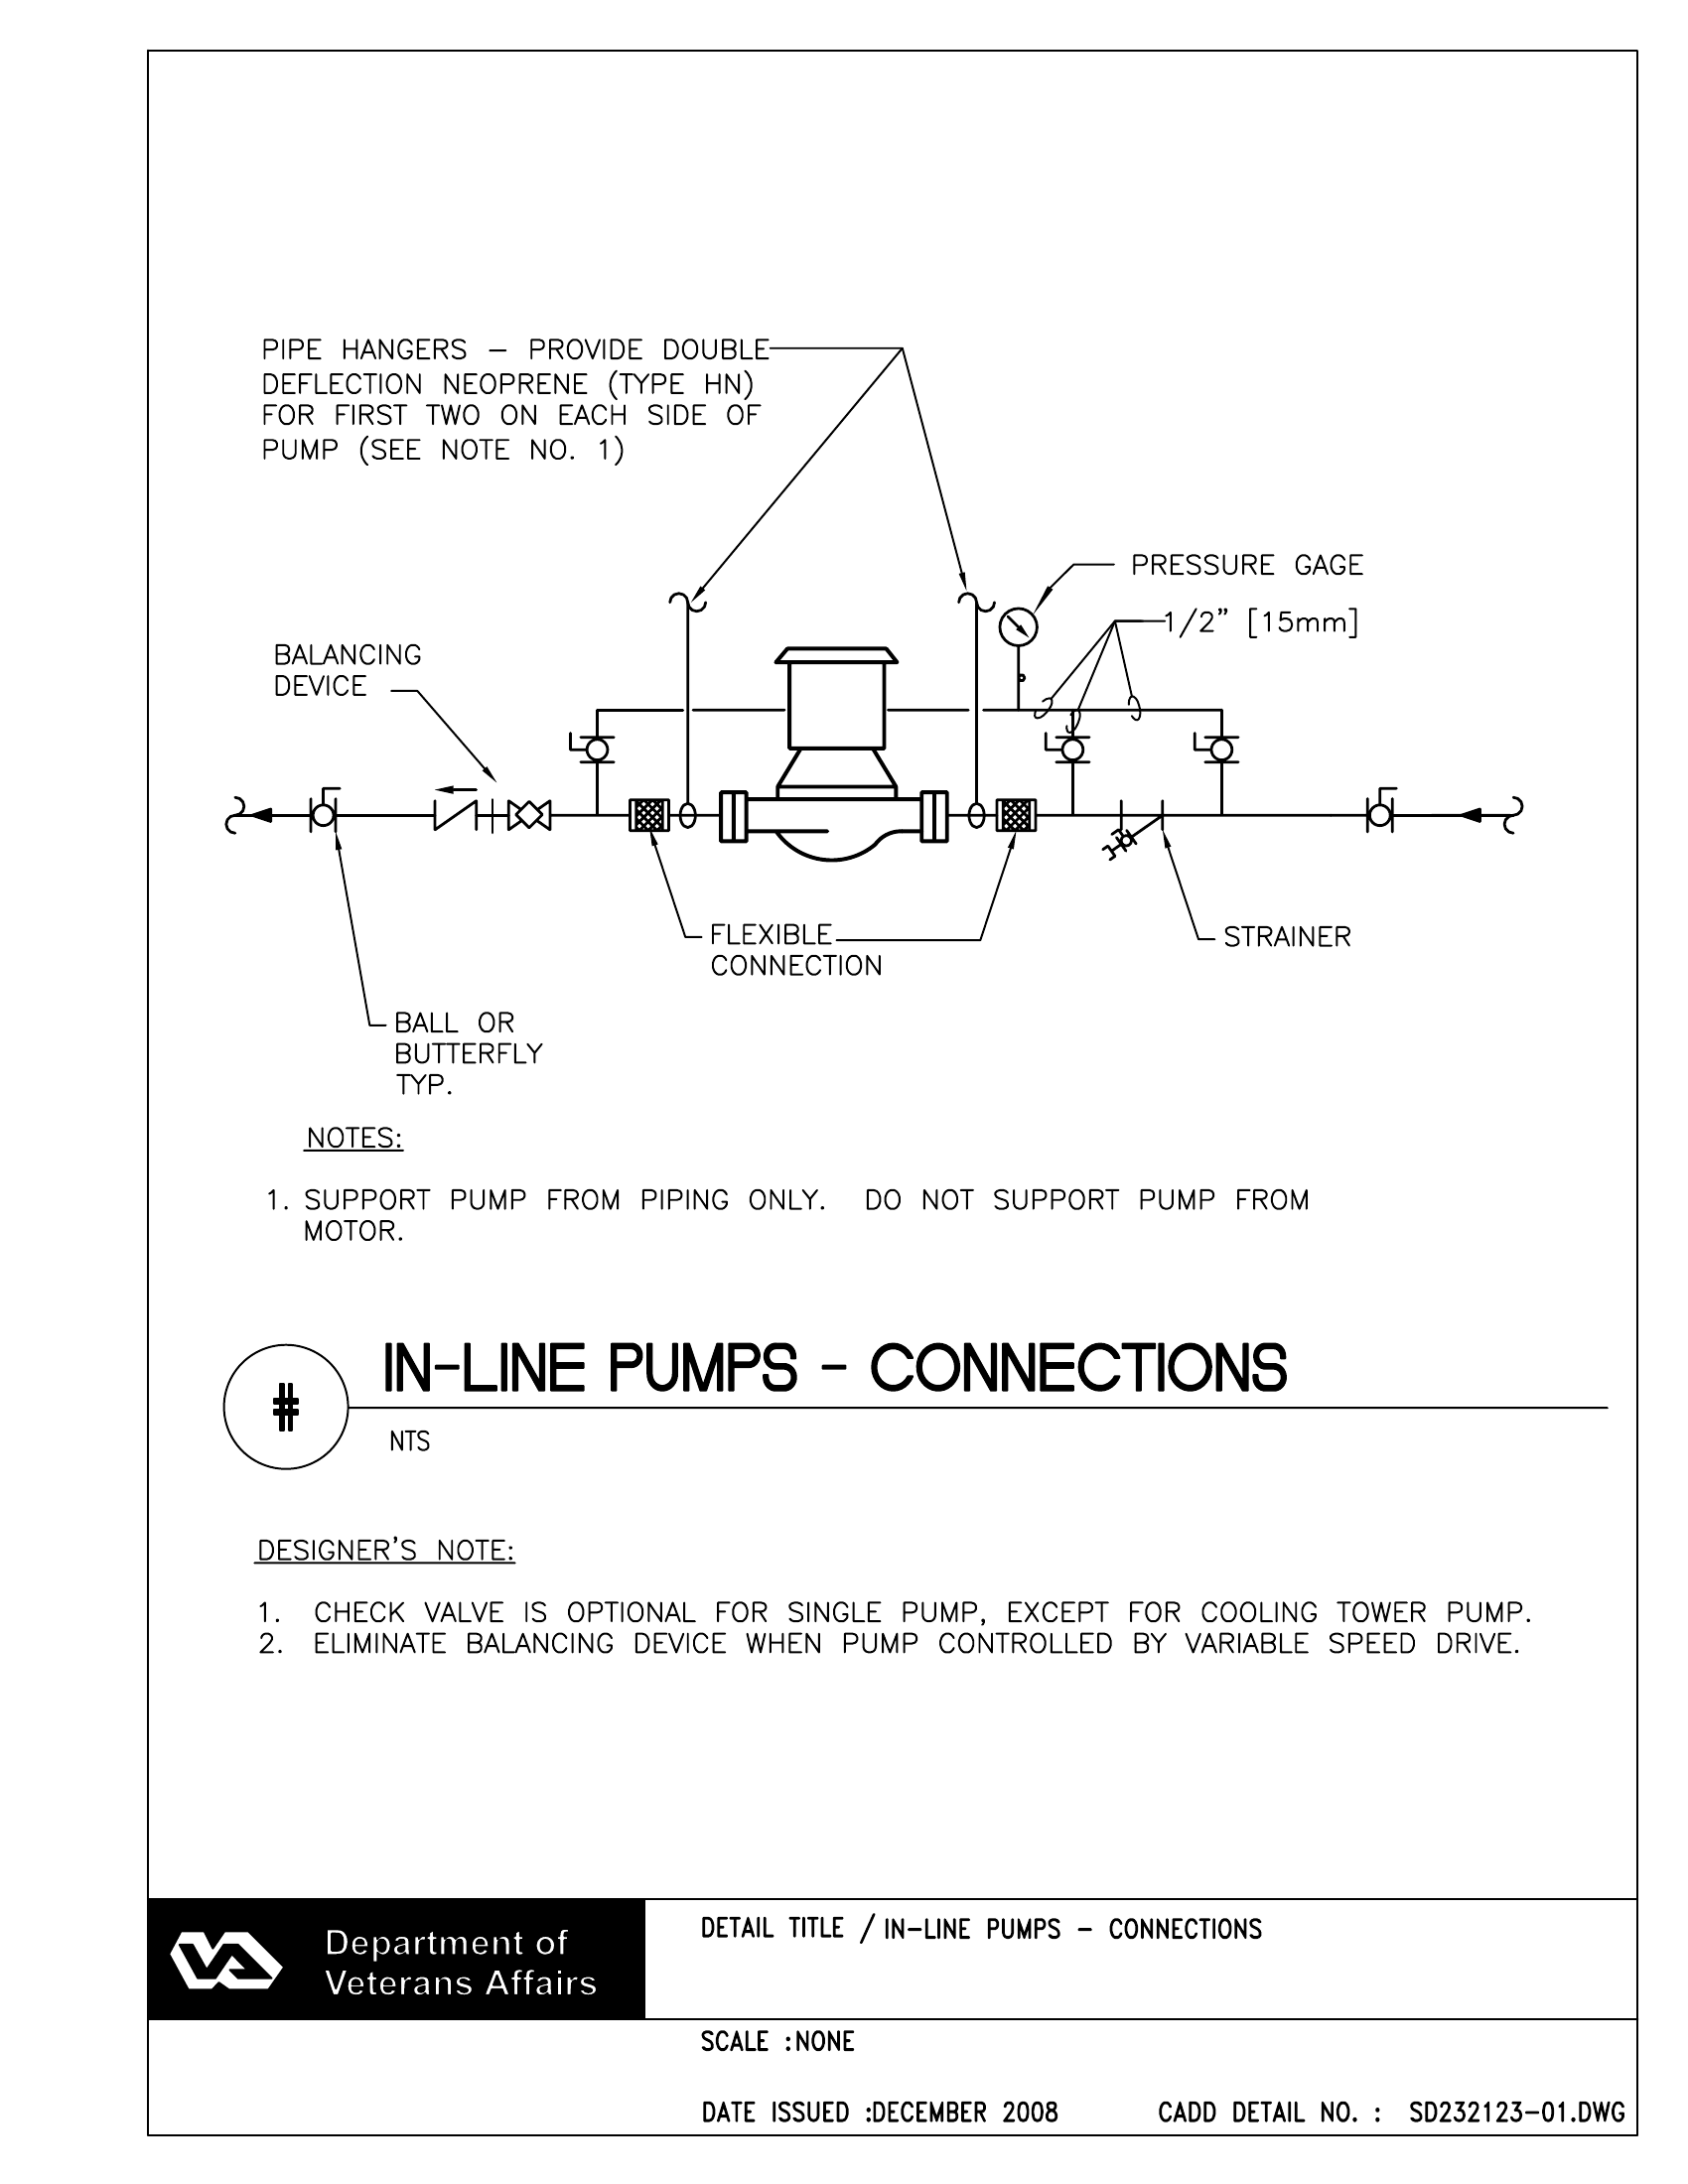 PIPE HANGERS – PROVIDE DOUBLE
DEFLECTION NEOPRENE (TYPE HN)
FOR FIRST TWO ON EACH SIDE OF
PUMP (SEE NOTE NO. 1)
PRESSURE GAGE
1/2" [15mm]
BALANCING
DEVICE
FLEXIBLE
CONNECTION
STRAINER
BALL OR
BUTTERFLY
TYP.
NOTES:
1. SUPPORT PUMP FROM PIPING ONLY. DO NOT SUPPORT PUMP FROM
MOTOR.
#
IN-LINE PUMPS - CONNECTIONS
NTS
DESIGNER'S NOTE:
1. CHECK VALVE IS OPTIONAL FOR SINGLE PUMP, EXCEPT FOR COOLING TOWER PUMP.
2. ELIMINATE BALANCING DEVICE WHEN PUMP CONTROLLED BY VARIABLE SPEED DRIVE.
VA
Department of
Veterans Affairs
DETAIL TITLE / IN-LINE PUMPS - CONNECTIONS
SCALE :NONE
DATE ISSUED :DECEMBER 2008
CADD DETAIL NO. : SD232123-01.DWG